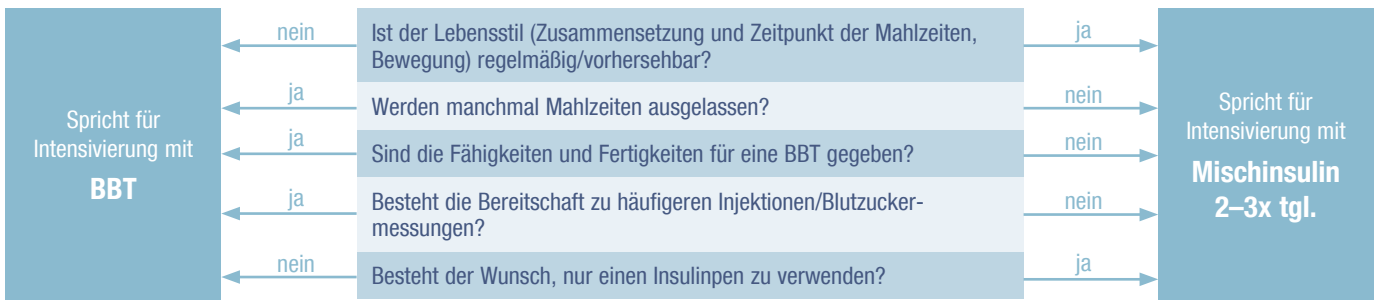 Spricht für
Intensivierung mit
BBT
nein
Ist der Lebensstil (Zusammensetzung und Zeitpunkt der Mahlzeiten,
Bewegung) regelmäßig/vorhersehbar?
ja
ja
Werden manchmal Mahlzeiten ausgelassen?
nein
ja
Sind die Fähigkeiten und Fertigkeiten für eine BBT gegeben?
nein
ja
Besteht die Bereitschaft zu häufigeren Injektionen/Blutzucker-
messungen?
nein
nein
Besteht der Wunsch, nur einen Insulinpen zu verwenden?
ja
Spricht für
Intensivierung mit
Mischinsulin
2–3x tgl.